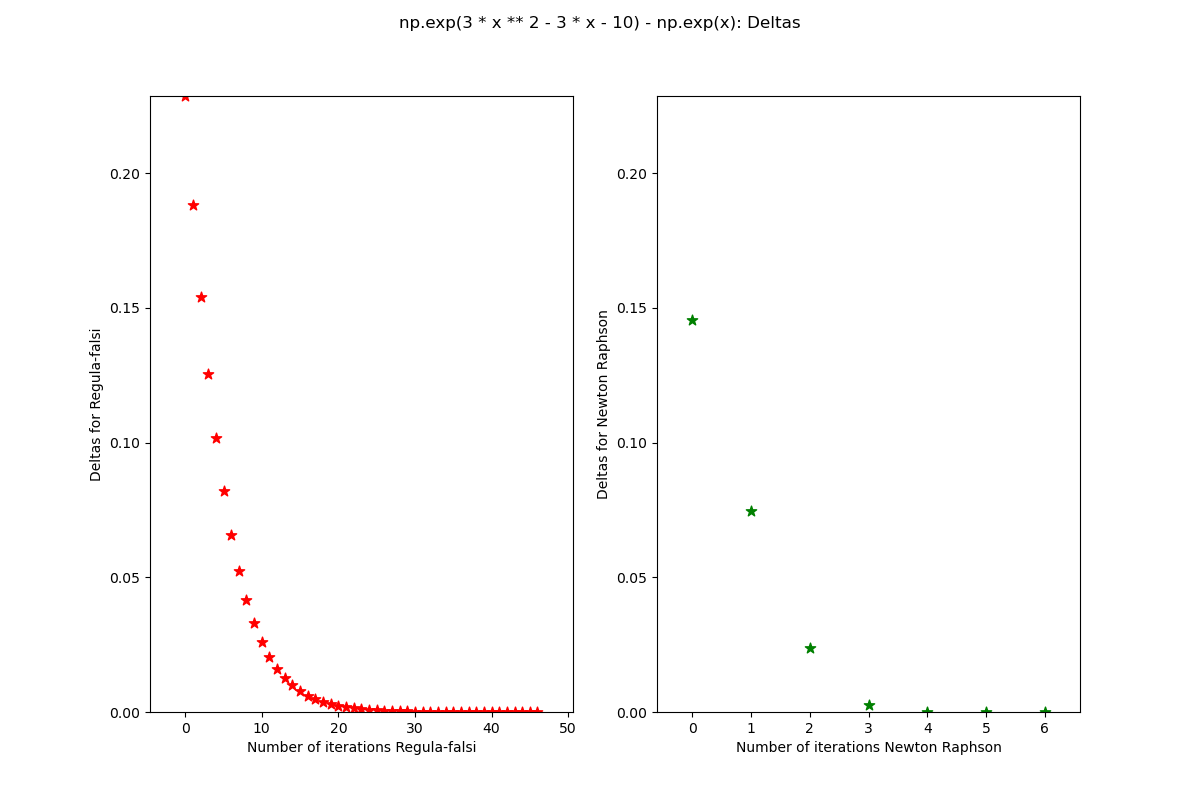 np.exp(3 * x ** 2 - 3 * x - 10) - np.exp(x): Deltas
Deltas for Regula-falsi
0.20
0.15
0.10
0.05
0.00
0 10 20 30 40 50
Number of iterations Regula-falsi
Deltas for Newton Raphson
0.20
0.15
0.10
0.05
0.00
0 1 2 3 4 5 6
Number of iterations Newton Raphson